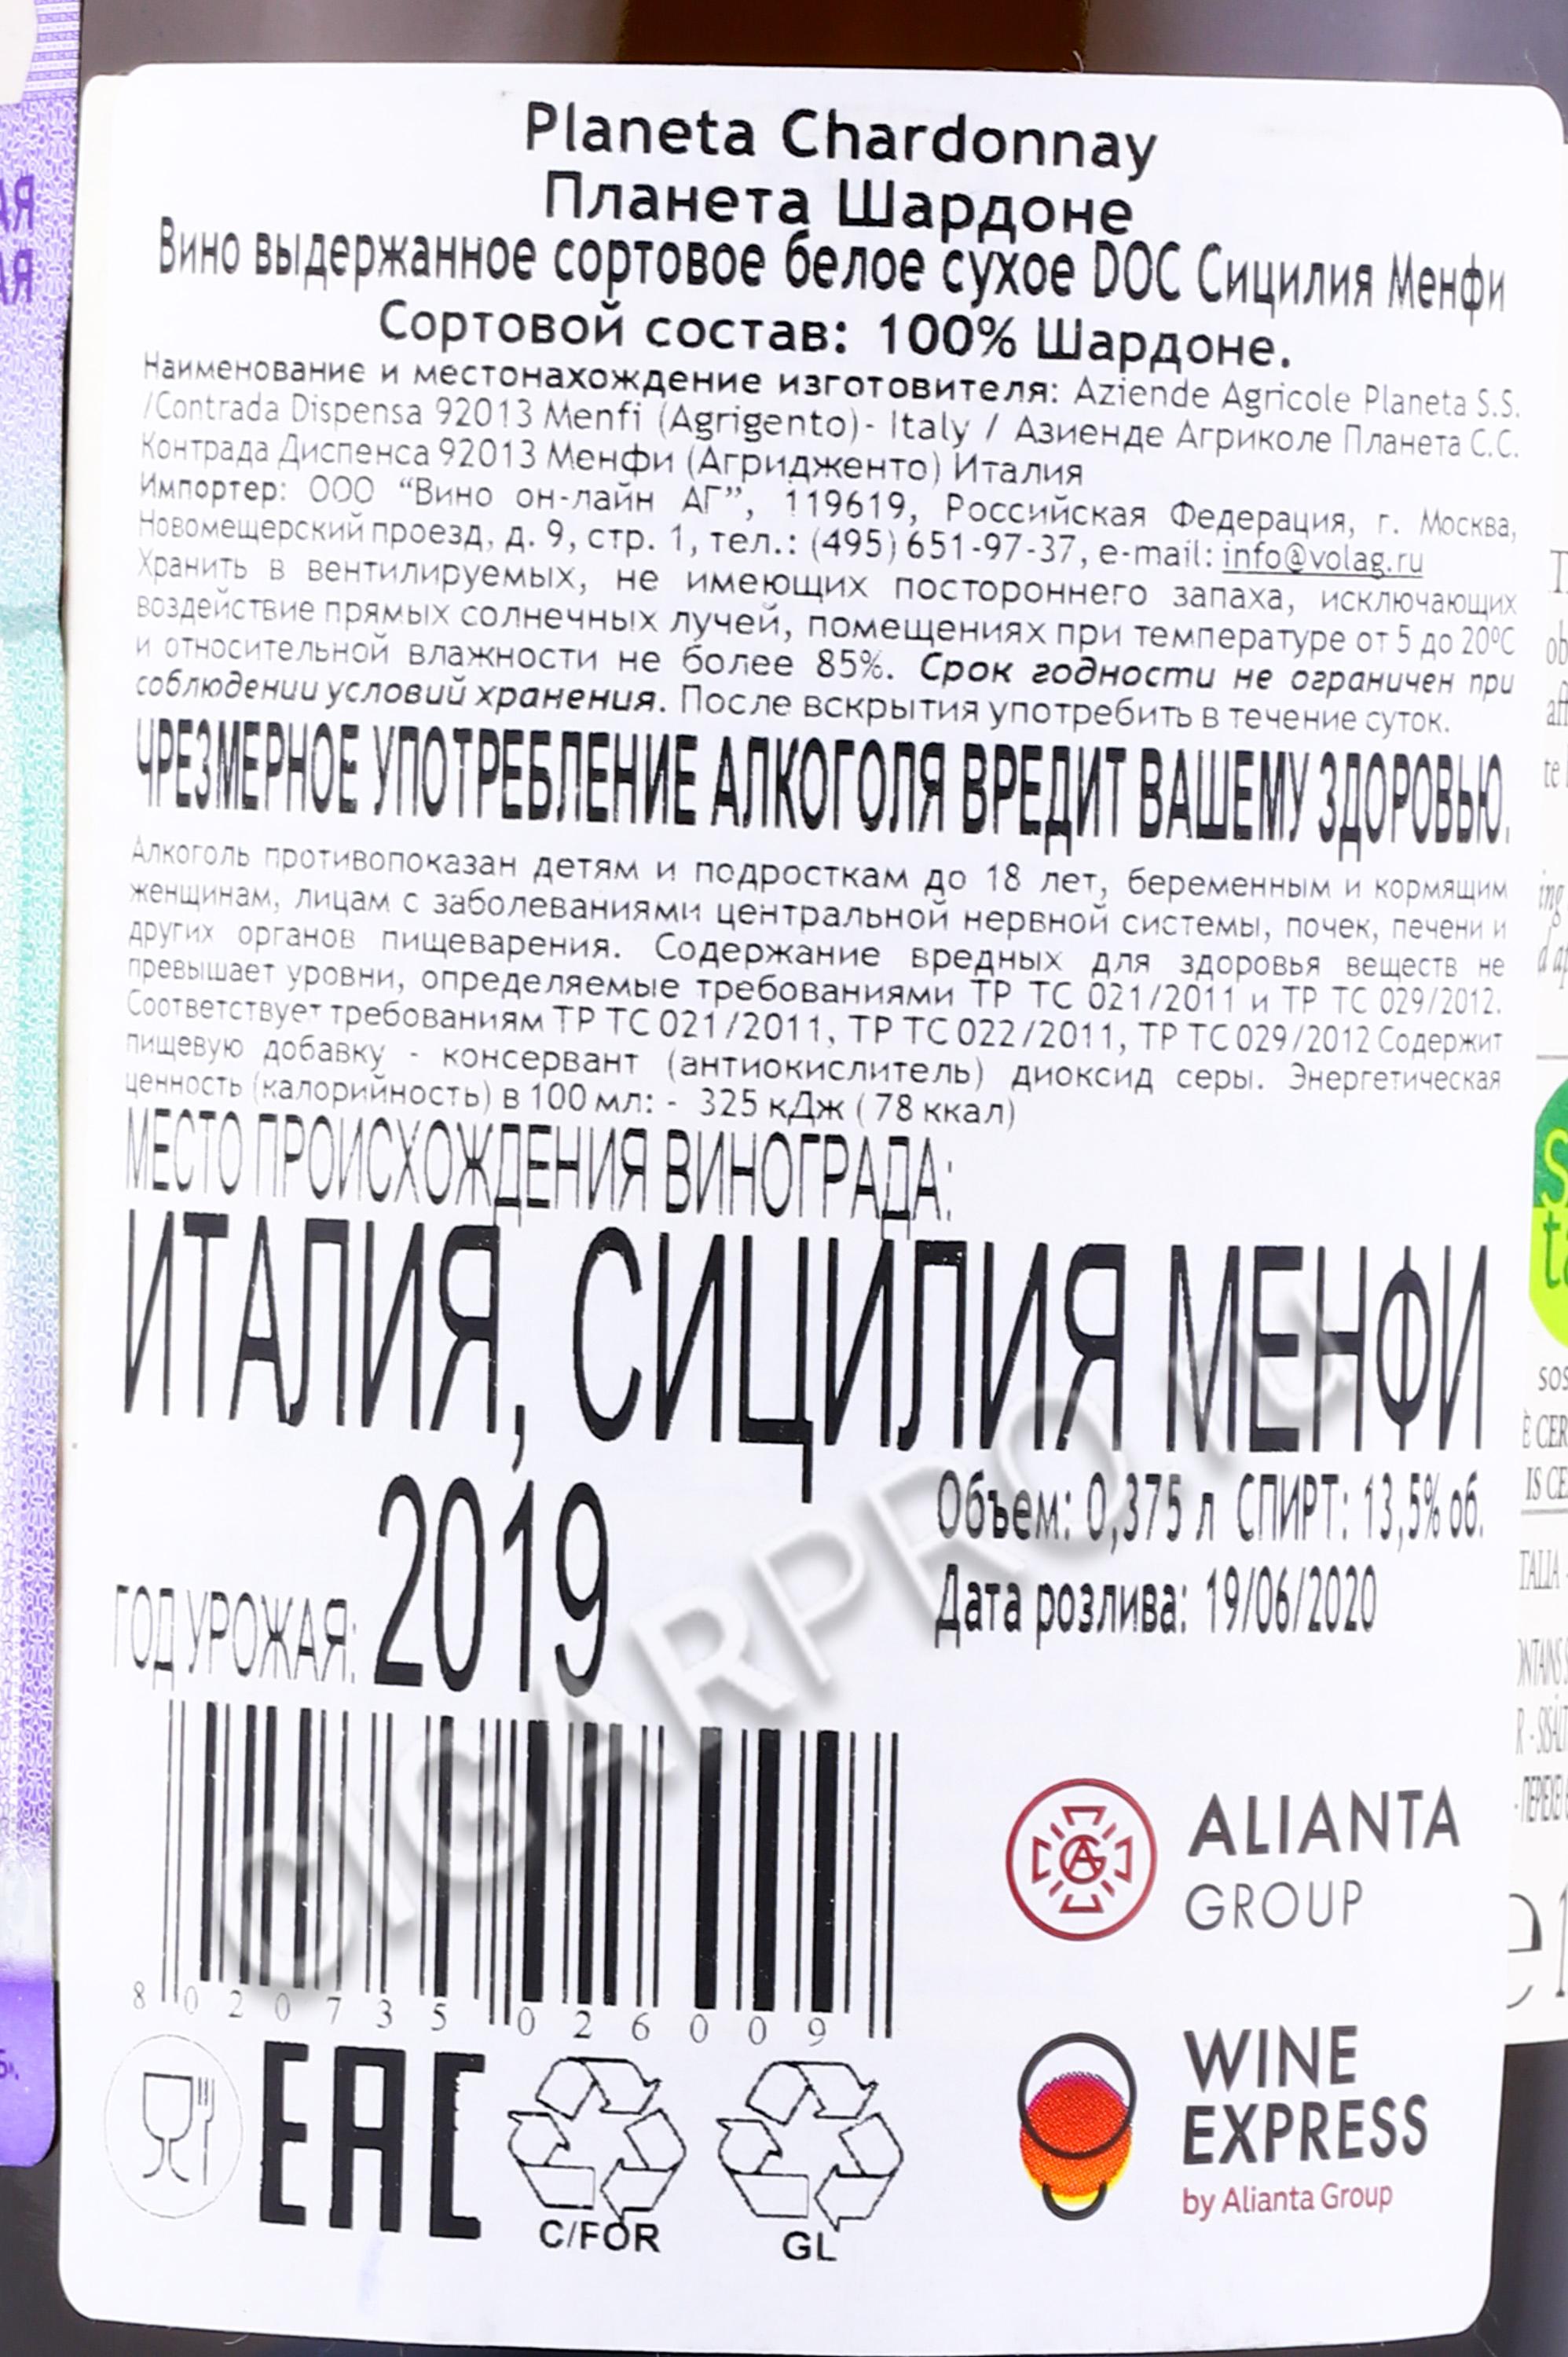 Planeta Chardonnay
Планета Шардоне
Вино выдержанное сортовое белое сухое DOC Сицилия Менфи
Сортовой состав: 100% Шардоне.
Наименование и местонахождение изготовителя: Aziende Agricole Planeta S.S.
/Contrada Dispensa 92013 Menfi (Agrigento)- Italy / Азиенде Агриколе Планета С.С.
Контрада Диспенса 92013 Менфи (Агридженто) Италия
Импортер: ООО “Вино он-лайн АГ”, 119619, Российская Федерация, г. Москва,
Новомещерский проезд, д. 9, стр. 1, тел.: (495) 651-97-37, e-mail: info@volag.ru
Хранить в вентилируемых, не имеющих постороннего запаха, исключающих
воздействие прямых солнечных лучей, помещениях при температуре от 5 до 20ºС
и относительной влажности не более 85%. Срок годности не ограничен при
соблюдении условий хранения. После вскрытия употребить в течение суток.
ЧРЕЗМЕРНОЕ УПОТРЕБЛЕНИЕ АЛКОГОЛЯ ВРЕДИТ ВАШЕМУ ЗДОРОВЬЮ.
Алкоголь противопоказан детям и подросткам до 18 лет, беременным и кормящим
женщинам, лицам с заболеваниями центральной нервной системы, почек, печени и
других органов пищеварения. Содержание вредных для здоровья веществ не
превышает уровни, определяемые требованиями ТР ТС 021/2011 и ТР ТС 029/2012.
Соответствует требованиям ТР ТС 021/2011, ТР ТС 022/2011, ТР ТС 029/2012 Содержит
пищевую добавку - консервант (антиокислитель) диоксид серы. Энергетическая
ценность (калорийность) в 100 мл: - 325 кДж ( 78 ккал)
МЕСТО ПРОИСХОЖДЕНИЯ ВИНОГРАДА:
ИТАЛИЯ, СИЦИЛИЯ МЕНФИ
Объем: 0,375 л СПИРТ: 13,5% об.
ГОД УРОЖАЯ: 2019
Дата розлива: 19/06/2020
8 020735 026009
ALIANTA
GROUP
WINE
EXPRESS
by Alianta Group
EAC
C/FOR
GL
CIGARPRO.ru